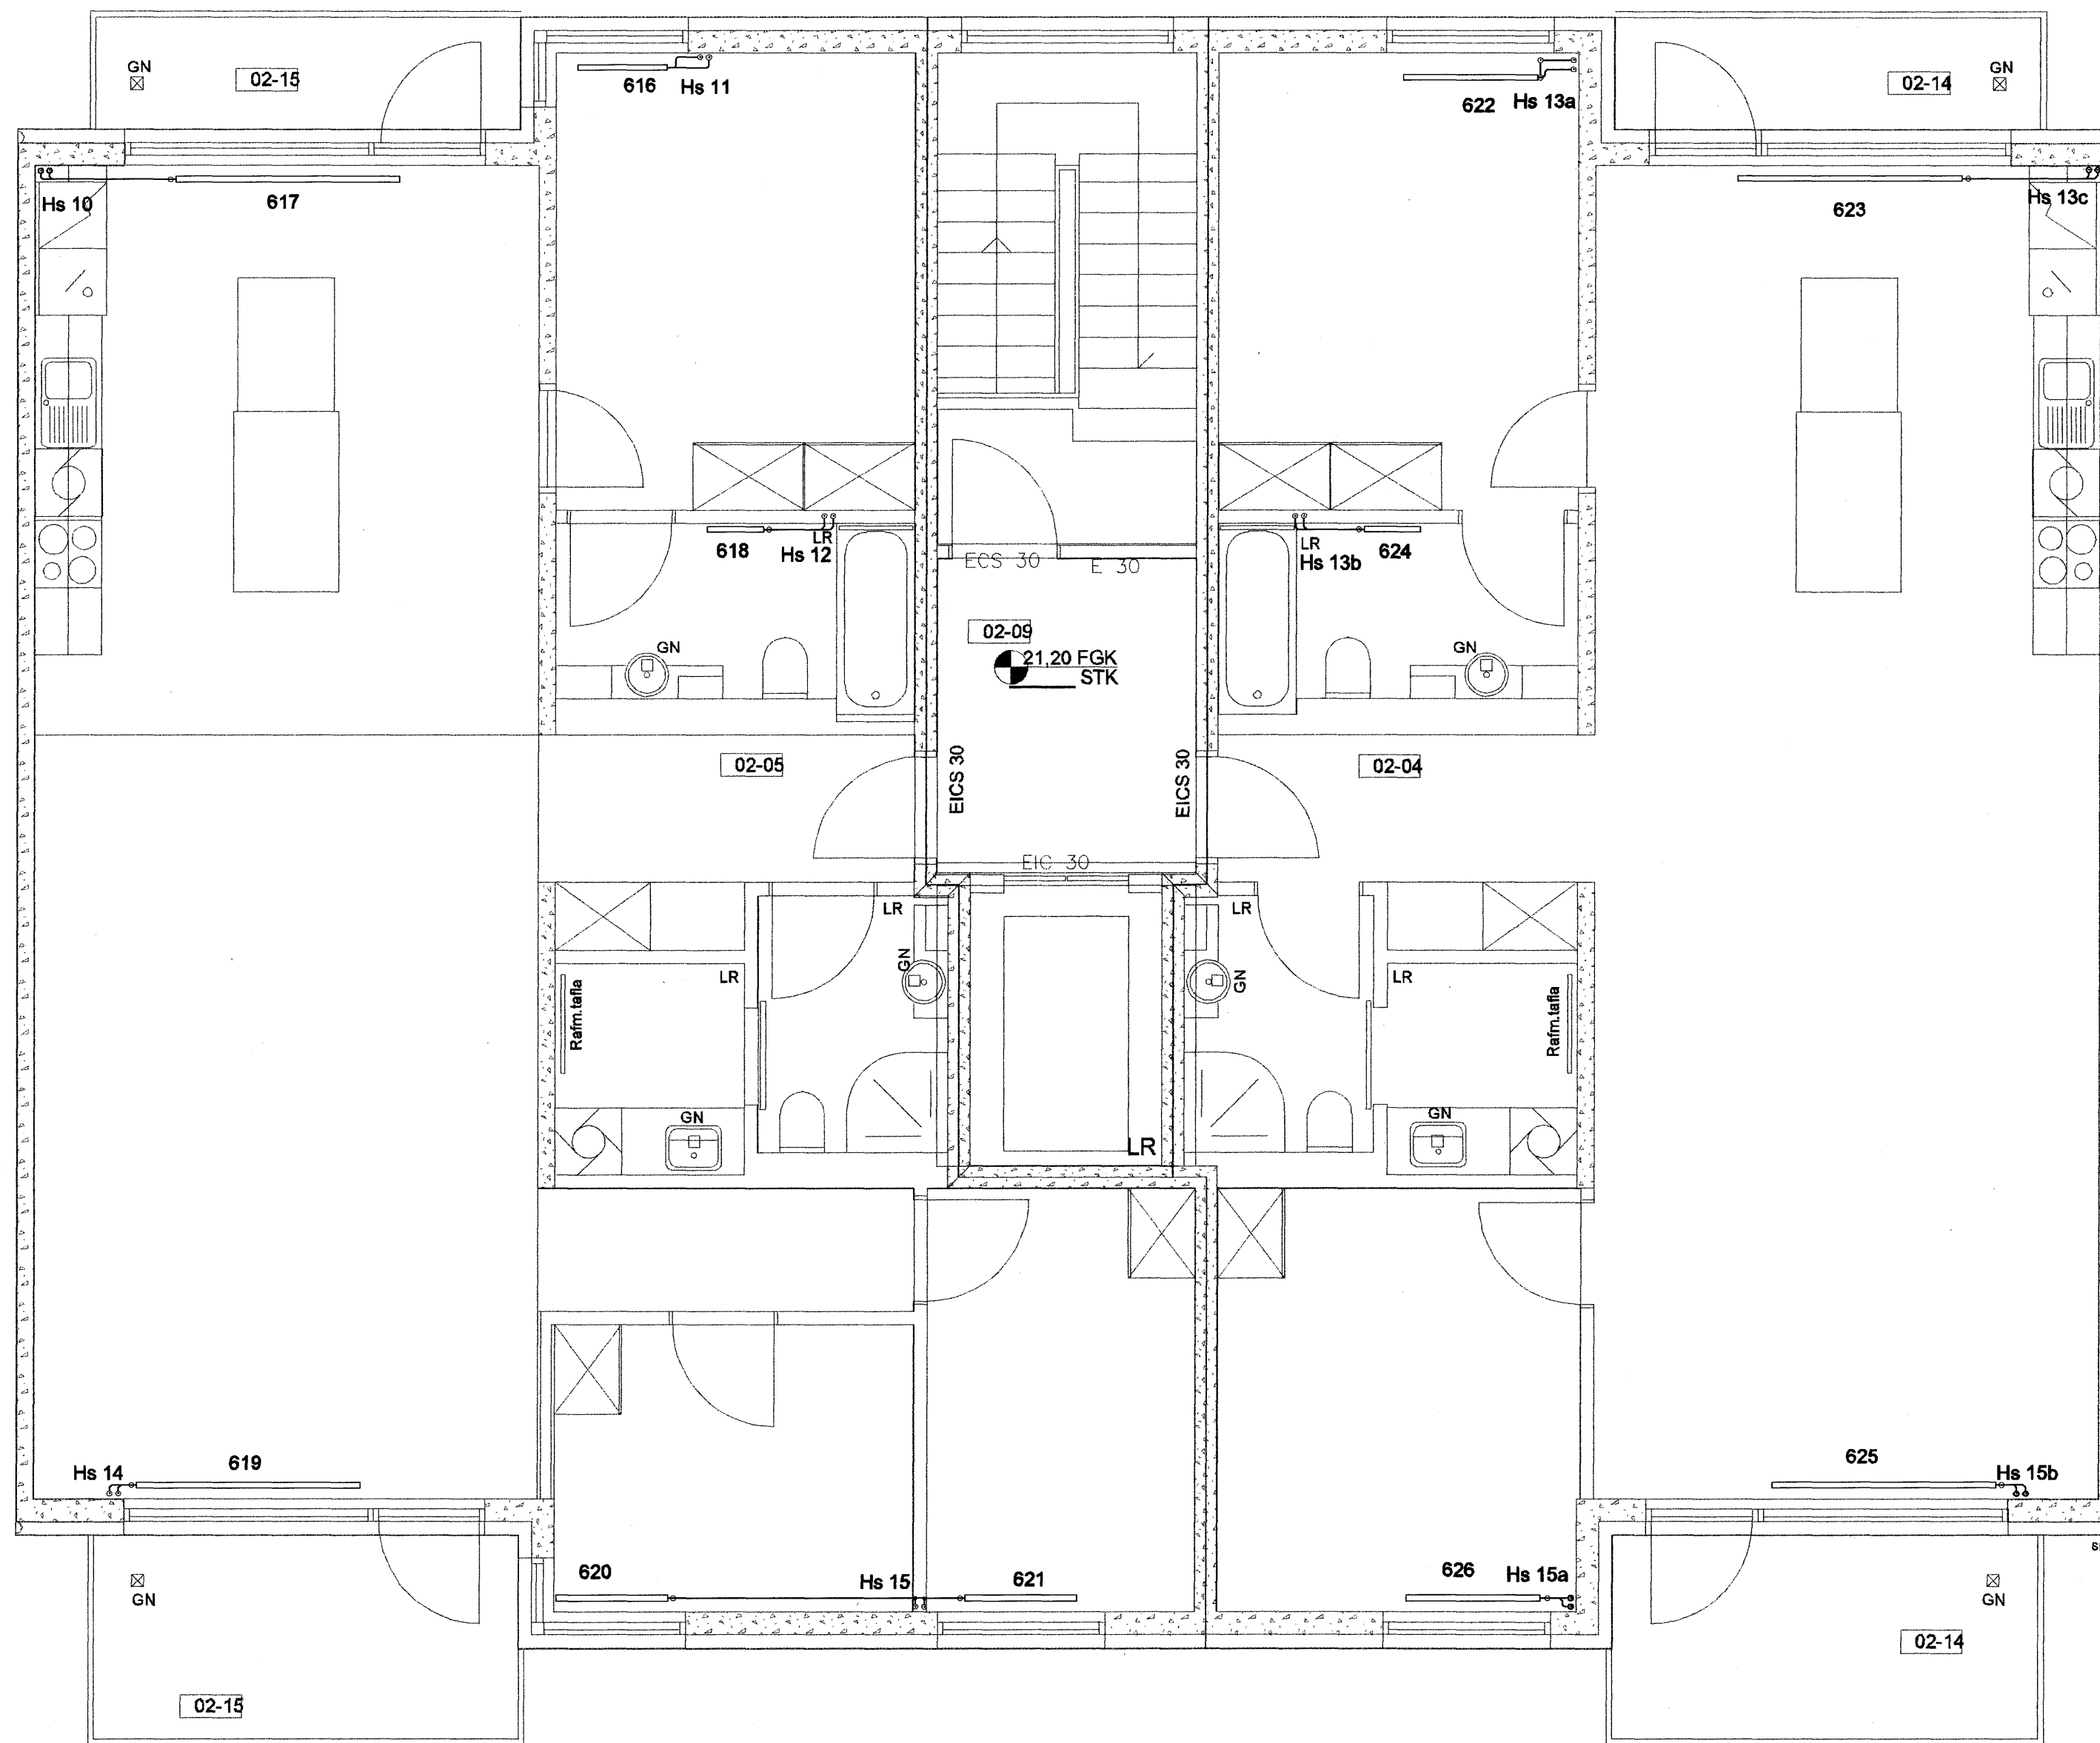 GN
02-15
616
Hs 11
622
Hs 13a
02-14
GN
Hs 10
617
623
Hs 13c
618
LR
Hs 12
LR
Hs 13b
624
ECS 30
E 30
02-09
21,20 FGK
STK
GN
GN
02-05
EICS 30
EICS 30
02-04
EIC 30
LR
LR
GN
GN
LR
LR
Rafm.tafla
Rafm.tafla
GN
GN
LR
Hs 14
619
625
Hs 15b
620
Hs 15
621
626
Hs 15a
GN
GN
02-14
02-15